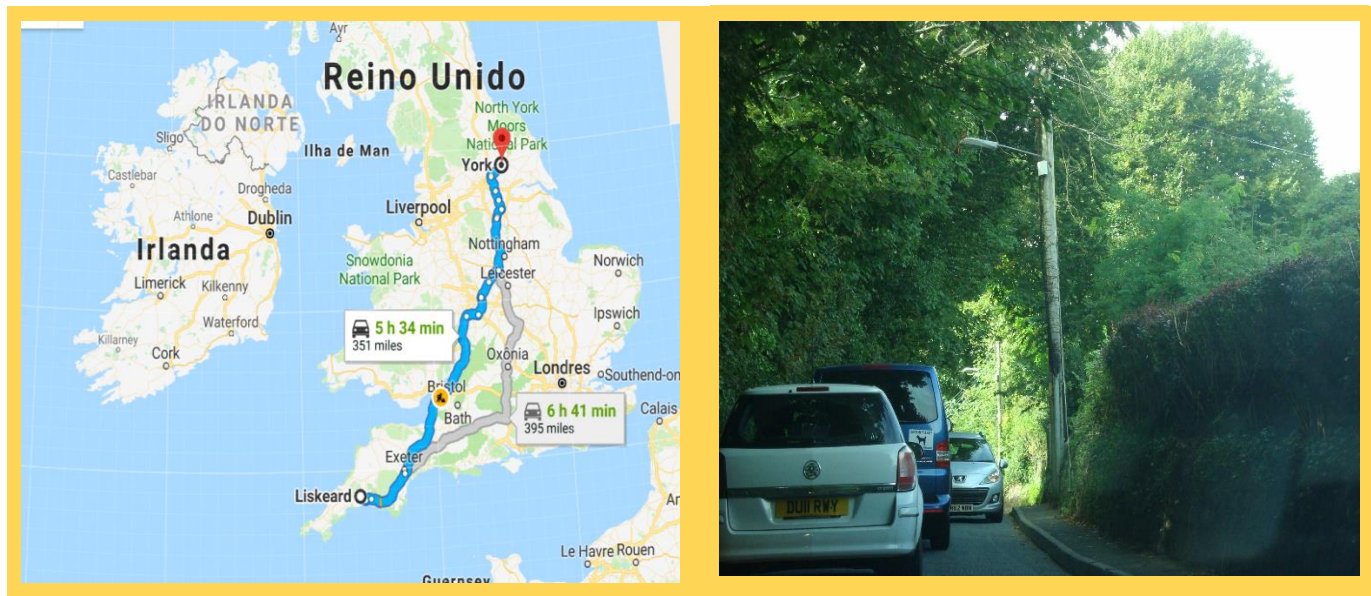 Ayr
Reino Unido
IRLANDA
DO NORTE
North York
Moors
National Park
Sligo
Ilha de Man
York
Castlebar
Drogheda
Liverpool
Athlone
Dublin
Irlanda
Nottingham
Snowdonia
National Park
Leicester
Norwich
Limerick
Kilkenny
Ipswich
Waterford
5 h 34 min
351 miles
Killarney
Cork
Oxônia
Londres
Southend-on
Bristol
6 h 41 min
395 miles
Calais
Bath
Exeter
Liskeard
Le Havre
Rouen
Guernsey
DU11 RWY